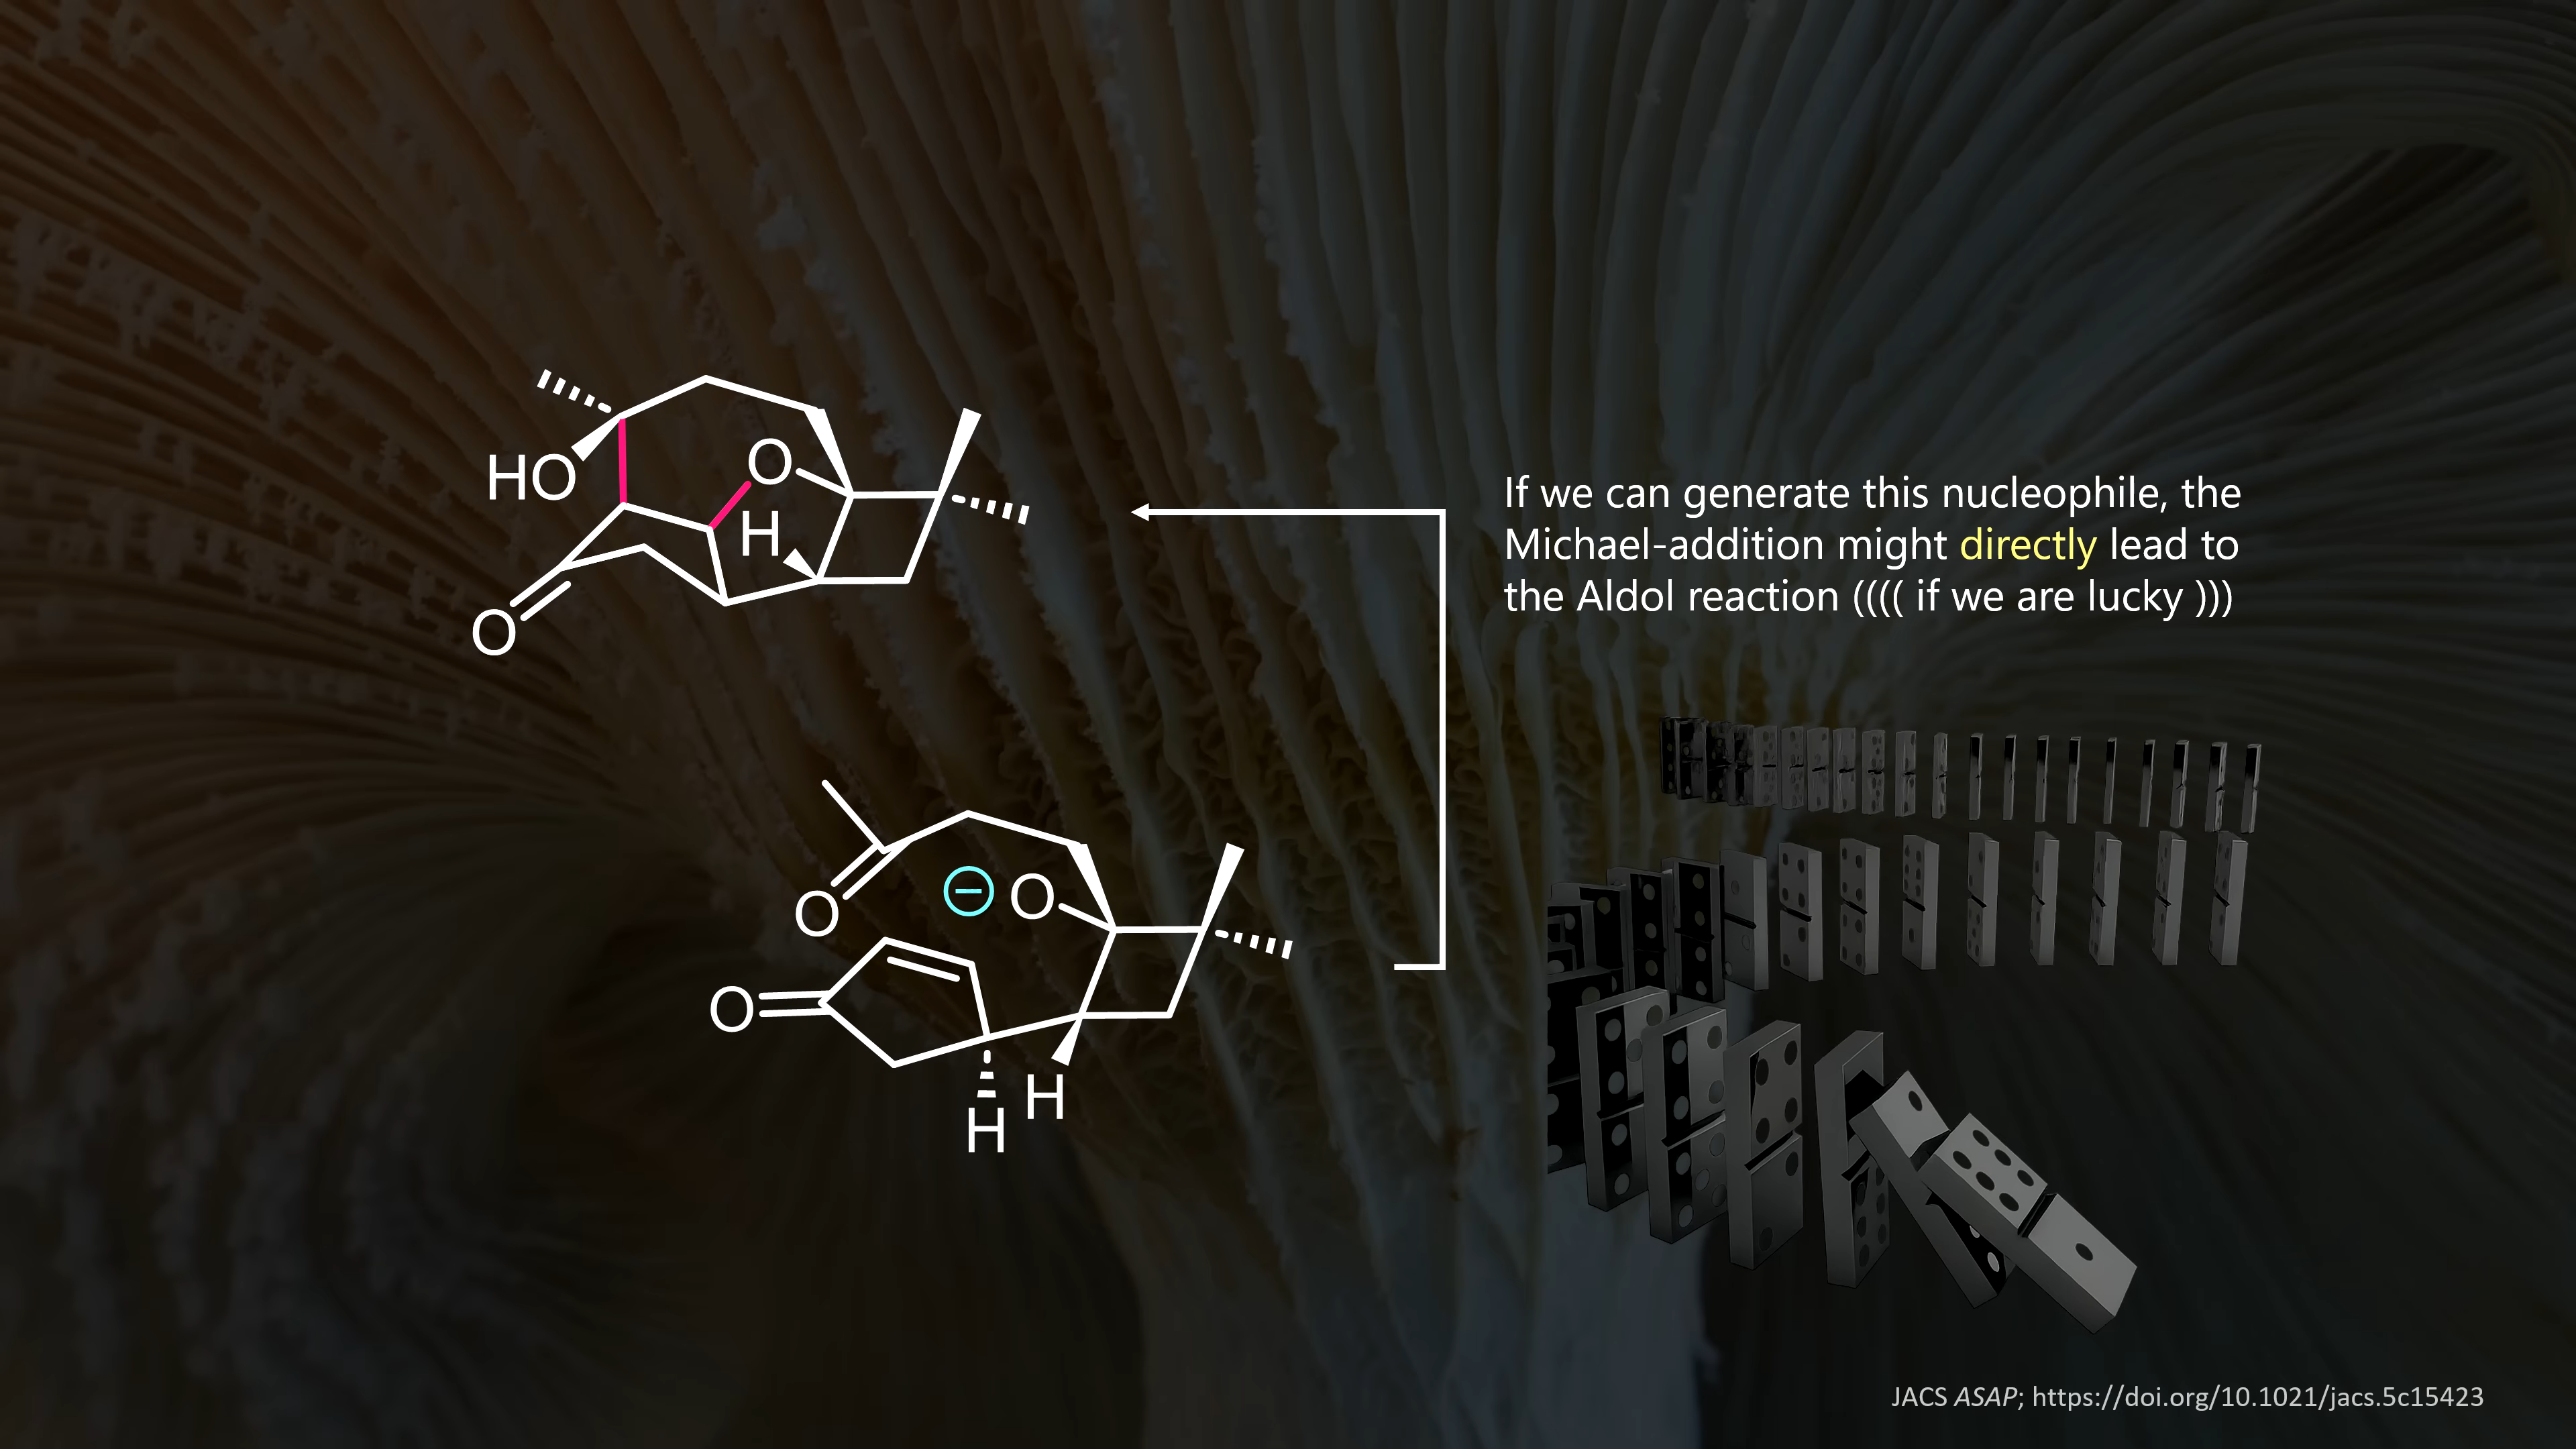 HO
O
H
O
If we can generate this nucleophile, the
Michael-addition might directly lead to
the Aldol reaction (((( if we are lucky )))
O
− O
O
H
H
JACS ASAP; https://doi.org/10.1021/jacs.5c15423